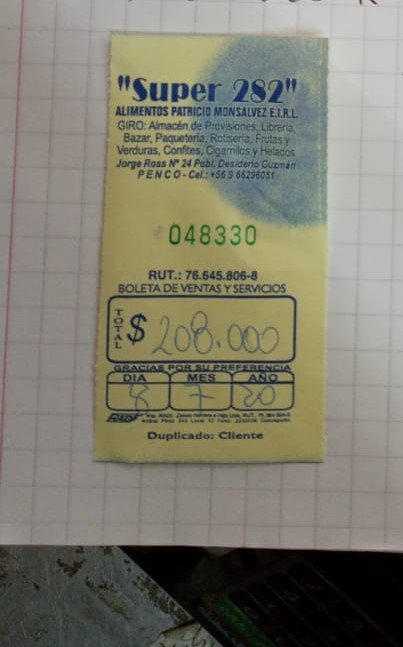 "Super 282"
ALIMENTOS PATRICIO MONSALVEZ E.I.R.L.
GIRO: Almacén de Provisiones, Librería,
Bazar, Paquetería, Rotisería, Frutas y
Verduras, Confites, Cigarrillos y Helados
Jorge Ross Nº 24 Pobl. Desiderio Guzmán
PENCO - Cel.: +56 9 66296051
048330
RUT.: 76.645.806-8
BOLETA DE VENTAS Y SERVICIOS
TOTAL $ 208.000
GRACIAS POR SU PREFERENCIA
DIA MES AÑO
8 7 20
Duplicado: Cliente